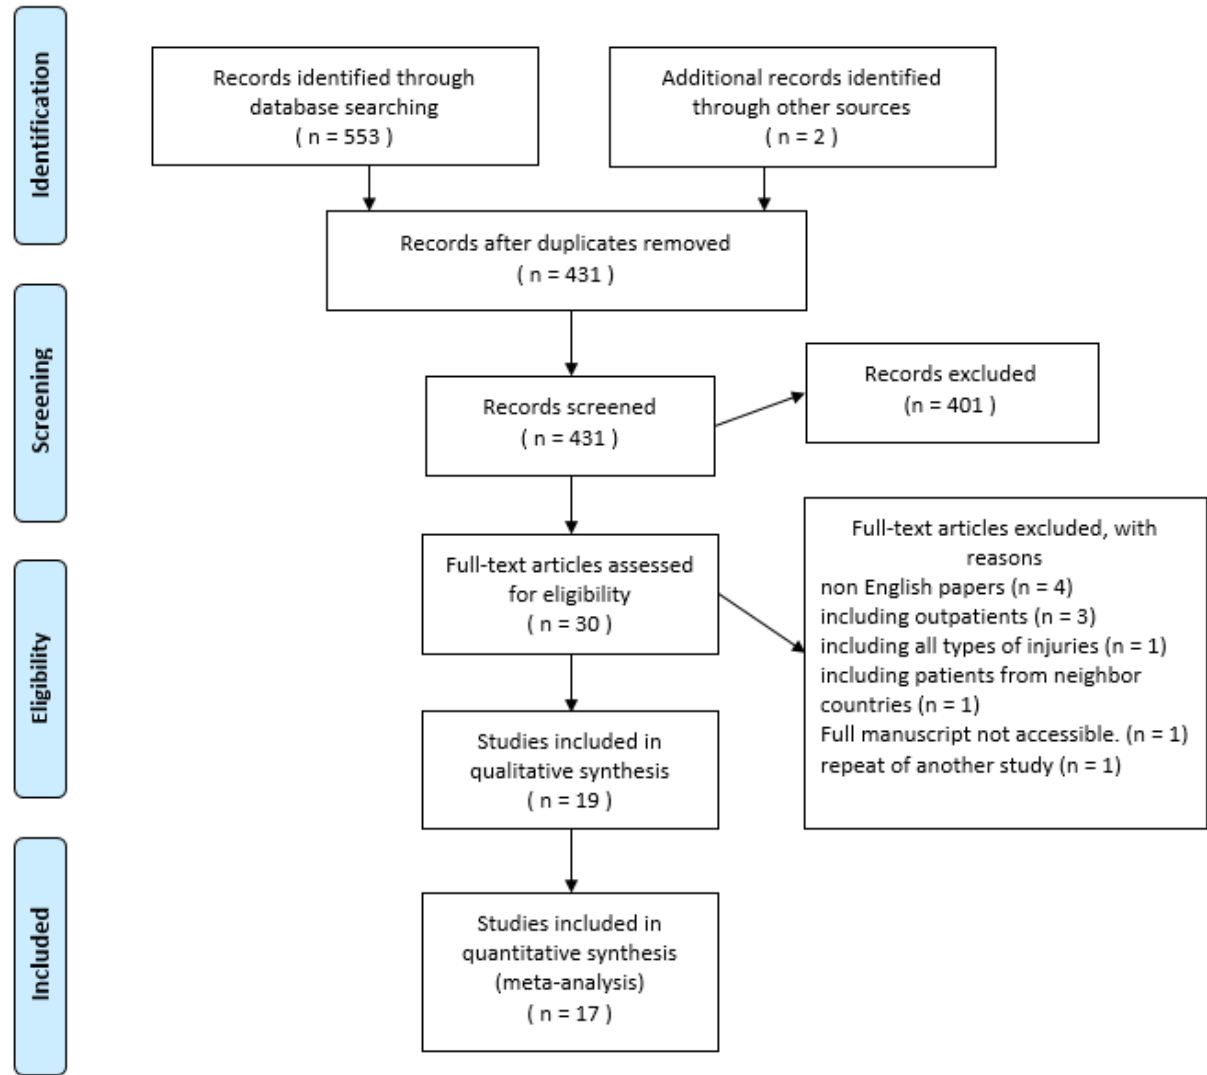 Identification
Records identified through
database searching
( n = 553 )
Additional records identified
through other sources
( n = 2 )
Records after duplicates removed
( n = 431 )
Screening
Records screened
( n = 431 )
Records excluded
(n = 401 )
Eligibility
Full-text articles assessed
for eligibility
( n = 30 )
Full-text articles excluded, with
reasons
non English papers (n = 4)
including outpatients (n = 3)
including all types of injuries (n = 1)
including patients from neighbor
countries (n = 1)
Full manuscript not accessible. (n = 1)
repeat of another study (n = 1)
Studies included in
qualitative synthesis
( n = 19 )
Included
Studies included in
quantitative synthesis
(meta-analysis)
( n = 17 )